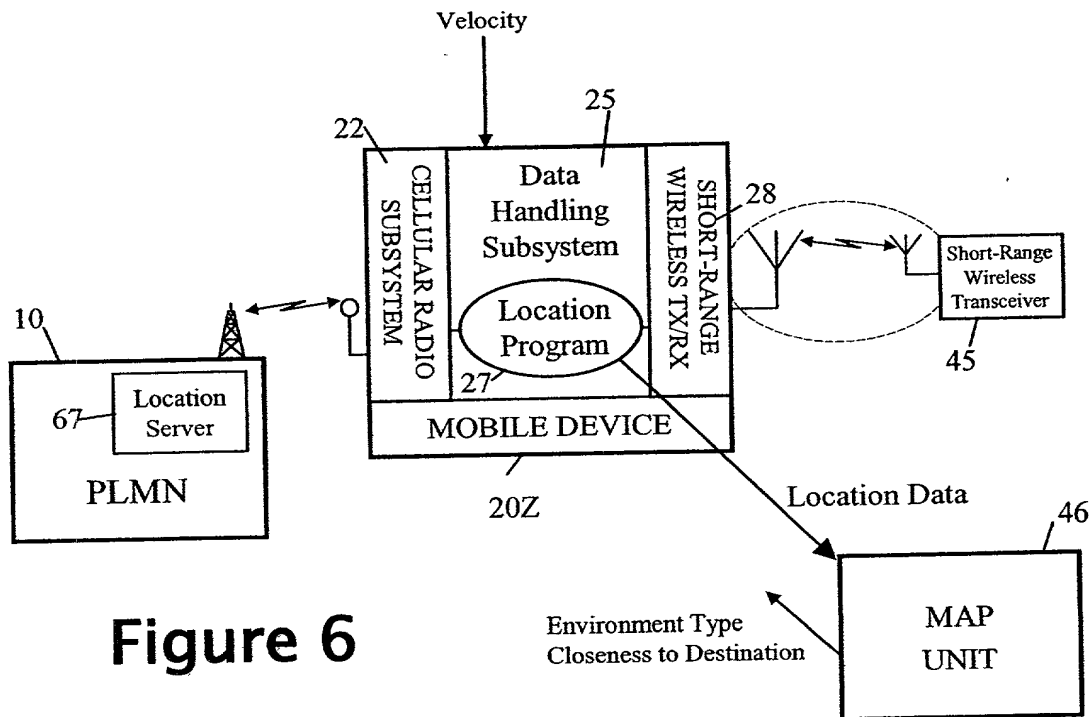 Velocity
22
25
CELLULAR RADIO
SUBSYSTEM
Data
Handling
Subsystem
SHORT-RANGE
WIRELESS TX/RX
28
Short-Range
Wireless
Transceiver
45
Location
Program
27
10
67
Location
Server
PLMN
MOBILE DEVICE
20Z
Location Data
46
MAP
UNIT
Environment Type
Closeness to Destination
Figure 6